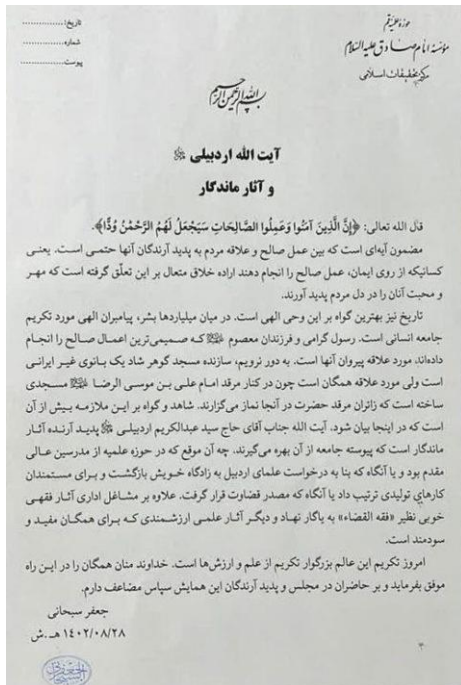 حوزه علمیه قم
مؤسسه امام صادق علیه السلام
مرکز تحقیقات اسلامی
تاریخ:
شماره:
پیوست:
بسم الله الرحمن الرحیم
آیت الله اردبیلی
و آثار ماندگار
قال الله تعالی: ﴿إِنَّ الَّذِينَ آمَنُوا وَعَمِلُوا الصَّالِحَاتِ سَيَجْعَلُ لَهُمُ الرَّحْمٰنُ وُدًّا﴾.
مضمون آیه‌ای است که بین عمل صالح و علاقه مردم به پدید آرندگان آنها حتمی است. یعنی
کسانیکه از روی ایمان، عمل صالح را انجام دهند اراده خلاق متعال بر این تعلّق گرفته است که مهر و
و محبت آنان را در دل مردم پدید آورند.
تاریخ نیز بهترین گواه بر این وحی الهی است. در میان میلیاردها بشر، پیامبران الهی مورد تکریم
جامعه انسانی است. رسول گرامی و فرزندان معصوم که صمیمی‌ترین اعمال صالح را انجام
داده‌اند، مورد علاقه پیروان آنها است. به دور نرویم، سازنده مسجد گوهر شاد یک بانوی غیر ایرانی
است ولی مورد علاقه همگان است چون در کنار مرقد امام علی بن موسی الرضا مسجدی
ساخته است که زائران مرقد حضرت در آنجا نماز می‌گزارند. شاهد و گواه بر این ملازمه بیش از آن
است که در اینجا بیان شود. آیت الله جناب آقای حاج سید عبدالکریم اردبیلی پدید آرنده آثار
ماندگار است که پیوسته جامعه از آن بهره می‌گیرند. چه آن موقع که در حوزه علمیه از مدرسین عالی
مقدم بود و یا آنگاه که بنا به درخواست علمای اردبیل به زادگاه خویش بازگشت و برای مستمندان
کارهای تولیدی ترتیب داد یا آنگاه که مصدر قضاوت قرار گرفت. علاوه بر مشاغل اداری آثار فقهی
خوبی نظیر «فقه القضاء» به یاگار نهاد و دیگر آثار علمی ارزشمندی که برای همگان مفید و
سودمند است.
امروز تکریم این عالم بزرگوار تکریم از علم و ارزش‌ها است. خداوند منان همگان را در این راه
موفق بفرماید و بر حاضران در مجلس و پدید آرندگان این همایش سپاس مضاعف دارم.
جعفر سبحانی
۱۴۰۲/۰۸/۲۸ هـ.ش
۳